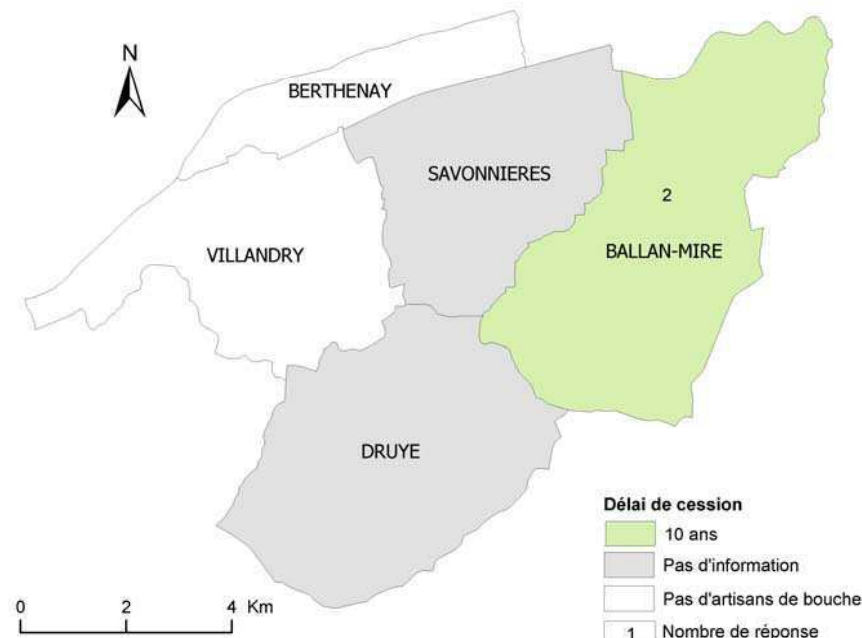 N
BERTHENAY
SAVONNIERES
2
VILLANDRY
BALLAN-MIRE
DRUYE
Délai de cession
10 ans
Pas d'information
Pas d'artisans de bouche
1 Nombre de réponse
0 2 4 Km